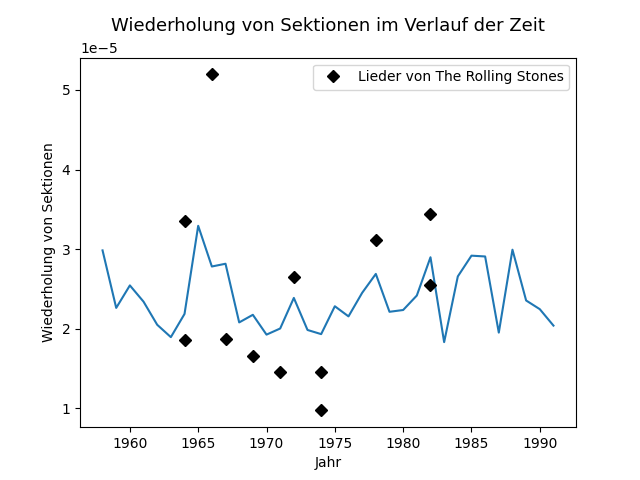 Wiederholung von Sektionen im Verlauf der Zeit
1e−5
Lieder von The Rolling Stones
5
4
3
2
1
Wiederholung von Sektionen
1960 1965 1970 1975 1980 1985 1990
Jahr